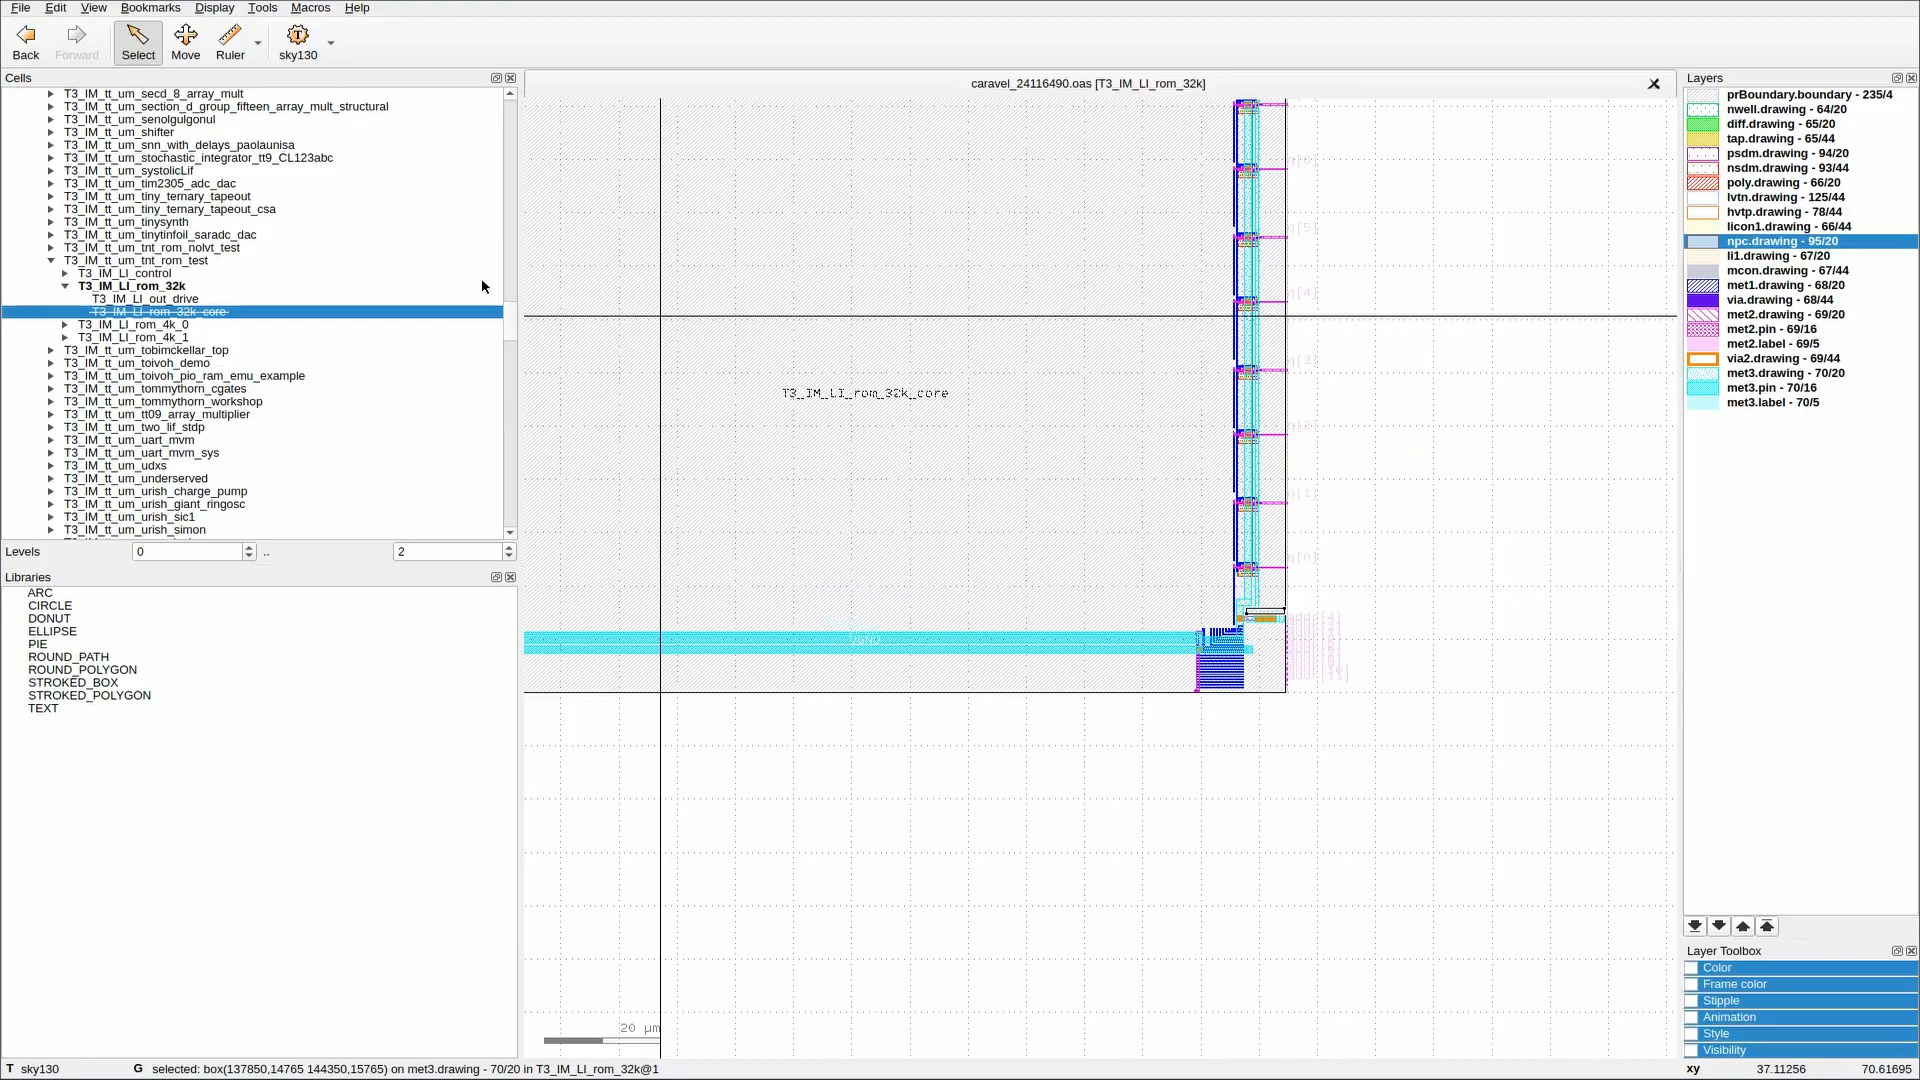 File Edit View Bookmarks Display Tools Macros Help
Back Forward Select Move Ruler sky130
Cells
T3_IM_tt_um_secd_8_array_mult
T3_IM_tt_um_section_d_group_fifteen_array_mult_structural
T3_IM_tt_um_senolgulgonul
T3_IM_tt_um_shifter
T3_IM_tt_um_snn_with_delays_paolaunisa
T3_IM_tt_um_stochastic_integrator_tt9_CL123abc
T3_IM_tt_um_systolicLif
T3_IM_tt_um_tim2305_adc_dac
T3_IM_tt_um_tiny_ternary_tapeout
T3_IM_tt_um_tiny_ternary_tapeout_csa
T3_IM_tt_um_tinysynth
T3_IM_tt_um_tinytinfoil_saradc_dac
T3_IM_tt_um_tnt_rom_nolvt_test
T3_IM_tt_um_tnt_rom_test
T3_IM_LI_control
T3_IM_LI_rom_32k
T3_IM_LI_out_drive
T3_IM_LI_rom_32k_core
T3_IM_LI_rom_4k_0
T3_IM_LI_rom_4k_1
T3_IM_tt_um_tobimckellar_top
T3_IM_tt_um_toivoh_demo
T3_IM_tt_um_toivoh_pio_ram_emu_example
T3_IM_tt_um_tommythorn_cgates
T3_IM_tt_um_tommythorn_workshop
T3_IM_tt_um_tt09_array_multiplier
T3_IM_tt_um_two_lif_stdp
T3_IM_tt_um_uart_mvm
T3_IM_tt_um_uart_mvm_sys
T3_IM_tt_um_udxs
T3_IM_tt_um_underserved
T3_IM_tt_um_urish_charge_pump
T3_IM_tt_um_urish_giant_ringosc
T3_IM_tt_um_urish_sic1
T3_IM_tt_um_urish_simon
Levels 0 .. 2
Libraries
ARC
CIRCLE
DONUT
ELLIPSE
PIE
ROUND_PATH
ROUND_POLYGON
STROKED_BOX
STROKED_POLYGON
TEXT
caravel_24116490.oas [T3_IM_LI_rom_32k]
q[5]
q[4]
q[3]
q[2]
q[1]
q[0]
T3_IM_LI_rom_32k_core
VGND
20 µm
Layers
prBoundary.boundary - 235/4
nwell.drawing - 64/20
diff.drawing - 65/20
tap.drawing - 65/44
psdm.drawing - 94/20
nsdm.drawing - 93/44
poly.drawing - 66/20
lvtn.drawing - 125/44
hvtp.drawing - 78/44
licon1.drawing - 66/44
npc.drawing - 95/20
li1.drawing - 67/20
mcon.drawing - 67/44
met1.drawing - 68/20
via.drawing - 68/44
met2.drawing - 69/20
met2.pin - 69/16
met2.label - 69/5
via2.drawing - 69/44
met3.drawing - 70/20
met3.pin - 70/16
met3.label - 70/5
Layer Toolbox
Color
Frame color
Stipple
Animation
Style
Visibility
T sky130 G selected: box(137850,14765 144350,15765) on met3.drawing - 70/20 in T3_IM_LI_rom_32k@1
xy 37.11256 70.61695